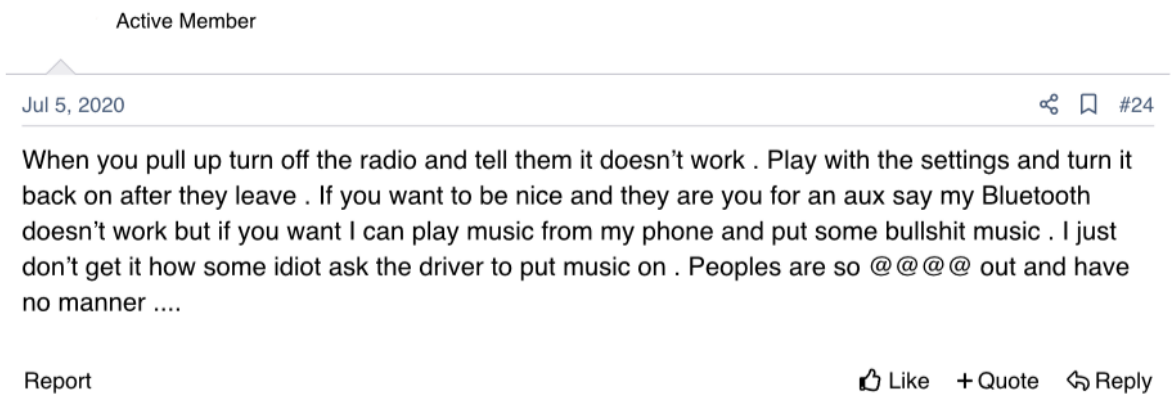 Active Member
Jul 5, 2020 #24
When you pull up turn off the radio and tell them it doesn’t work . Play with the settings and turn it
back on after they leave . If you want to be nice and they are you for an aux say my Bluetooth
doesn’t work but if you want I can play music from my phone and put some bullshit music . I just
don’t get it how some idiot ask the driver to put music on . Peoples are so @@@@ out and have
no manner ....
Report Like + Quote Reply